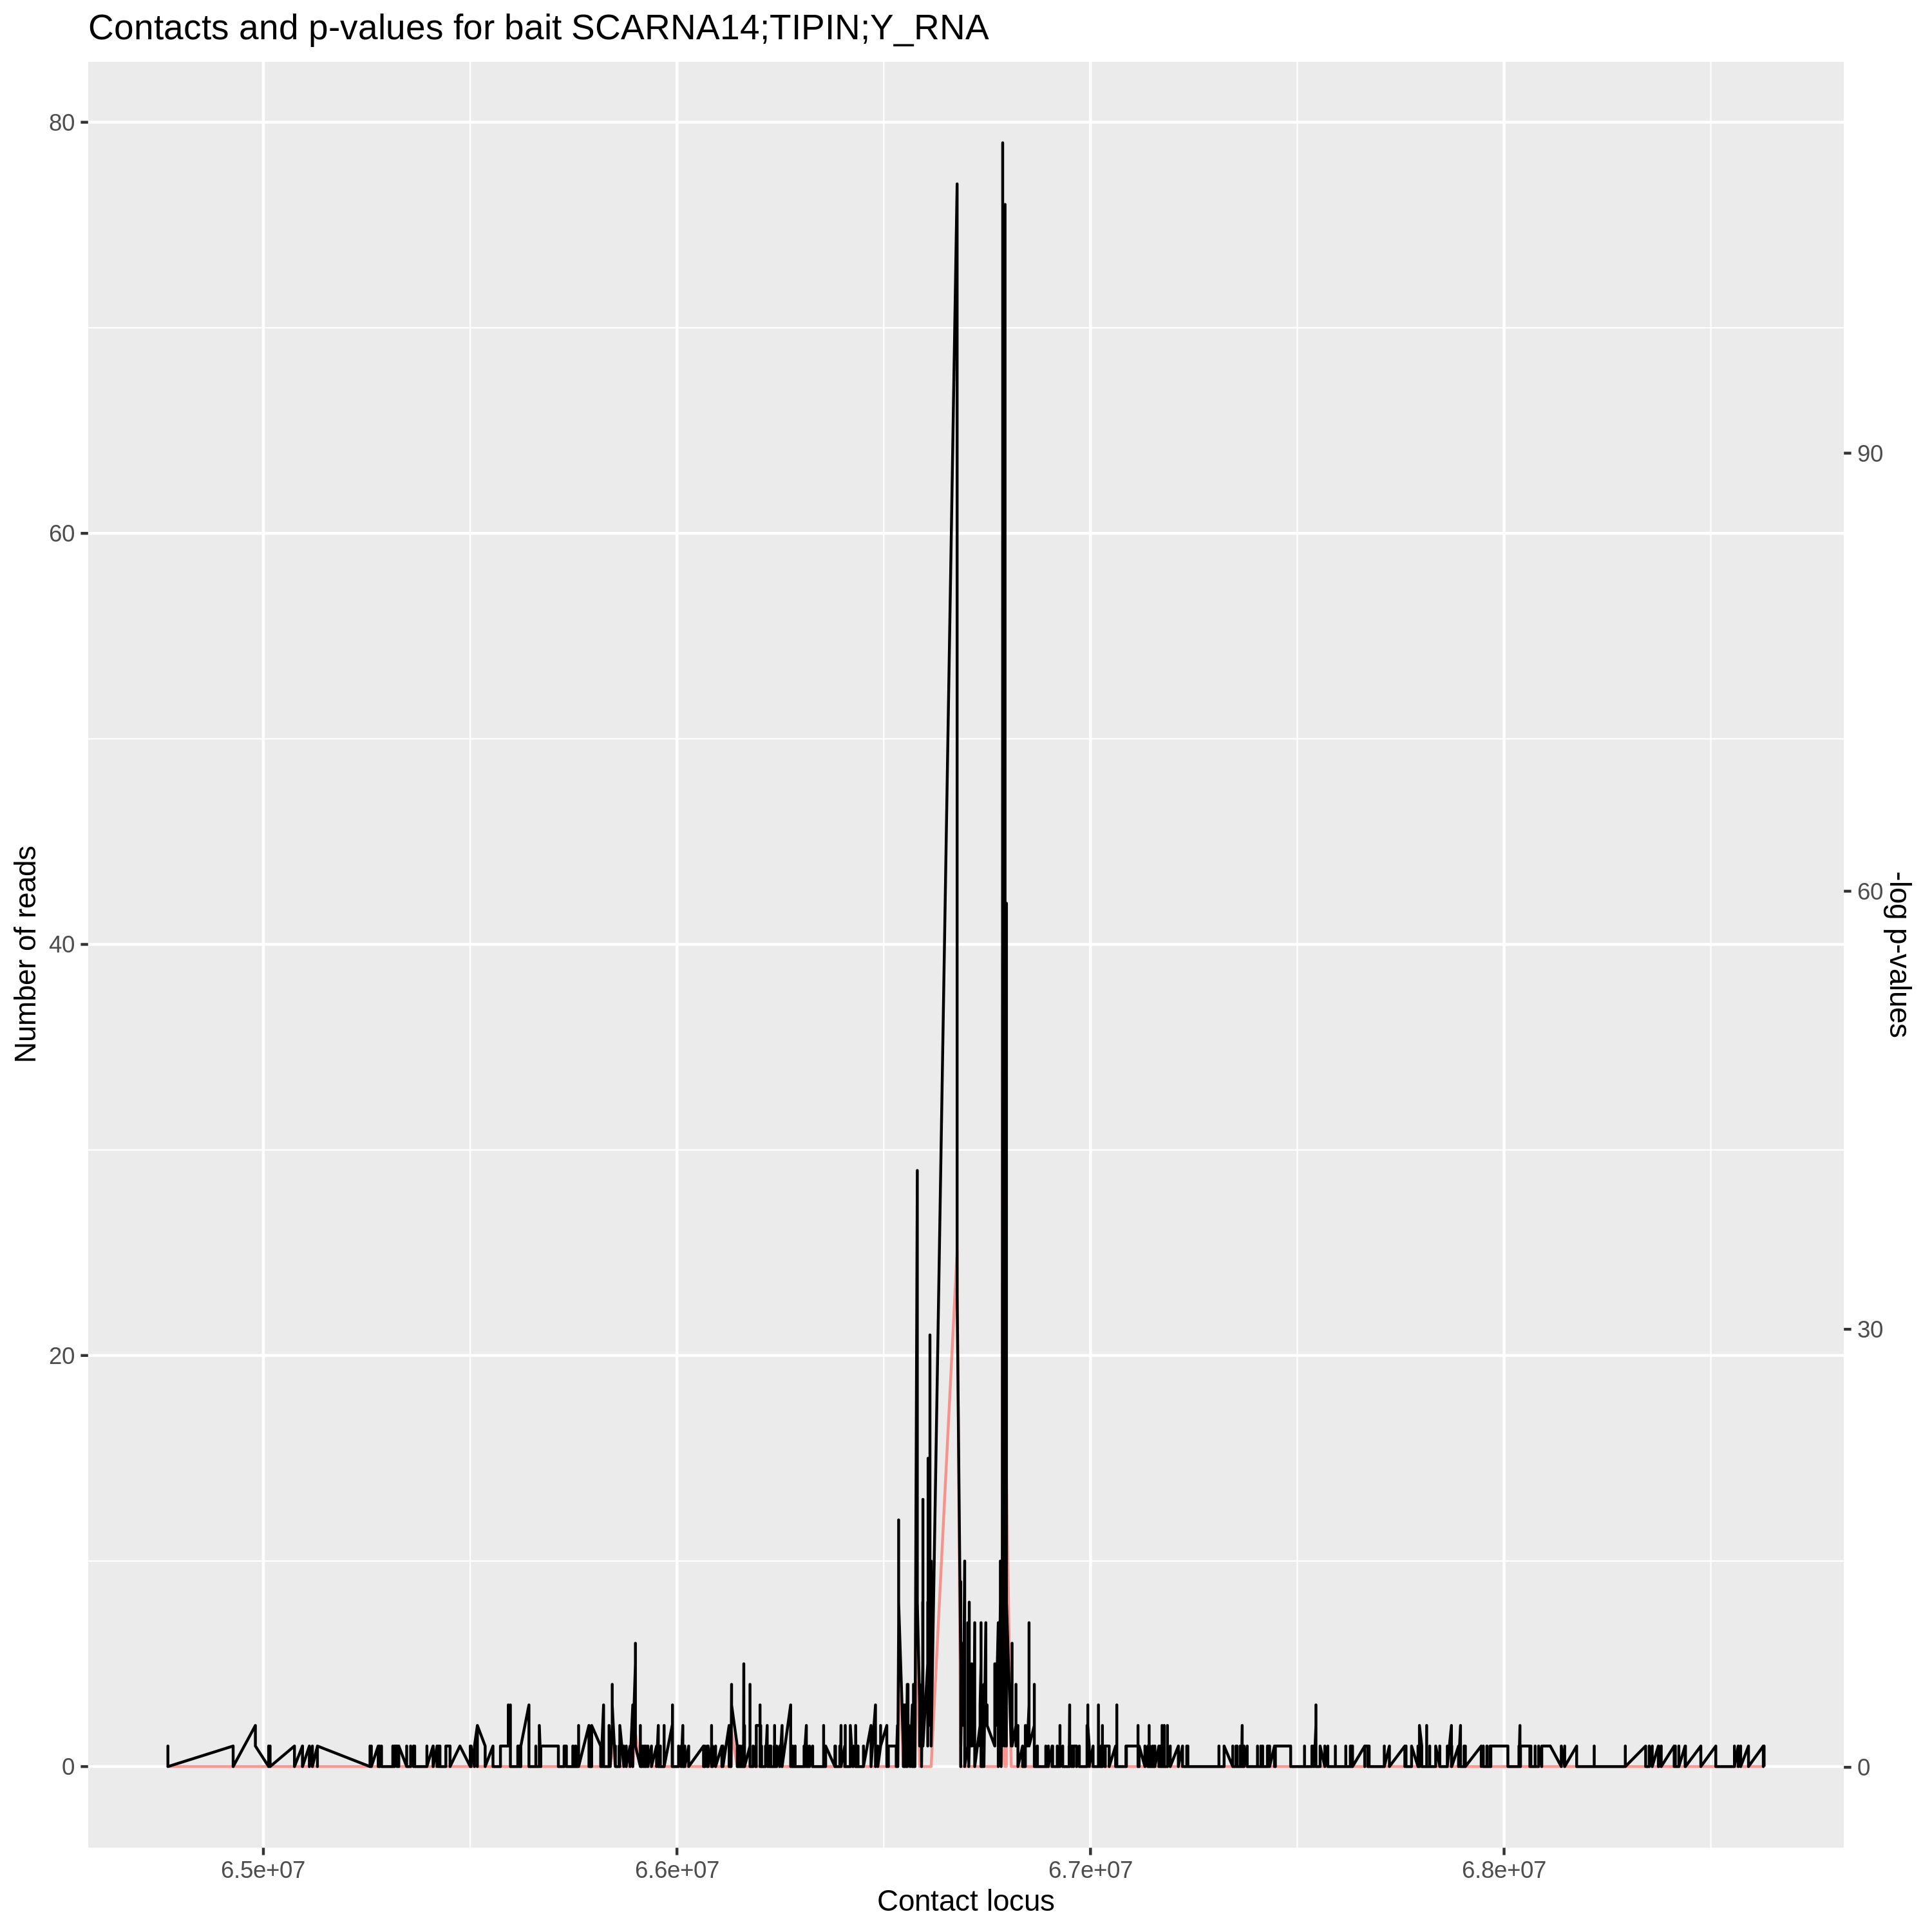 Contacts and p-values for bait SCARNA14;TIPIN;Y_RNA
80
60
40
20
0
Number of reads
90
60
30
0
-log p-values
6.5e+07
6.6e+07
6.7e+07
6.8e+07
Contact locus